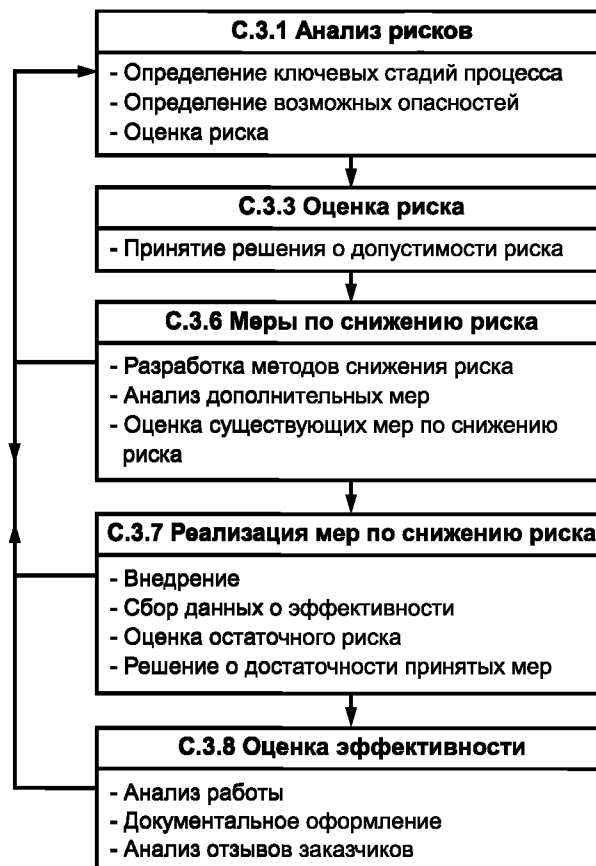 С.3.1 Анализ рисков
- Определение ключевых стадий процесса
- Определение возможных опасностей
- Оценка риска
С.3.3 Оценка риска
- Принятие решения о допустимости риска
С.3.6 Меры по снижению риска
- Разработка методов снижения риска
- Анализ дополнительных мер
- Оценка существующих мер по снижению
риска
С.3.7 Реализация мер по снижению риска
- Внедрение
- Сбор данных о эффективности
- Оценка остаточного риска
- Решение о достаточности принятых мер
С.3.8 Оценка эффективности
- Анализ работы
- Документальное оформление
- Анализ отзывов заказчиков